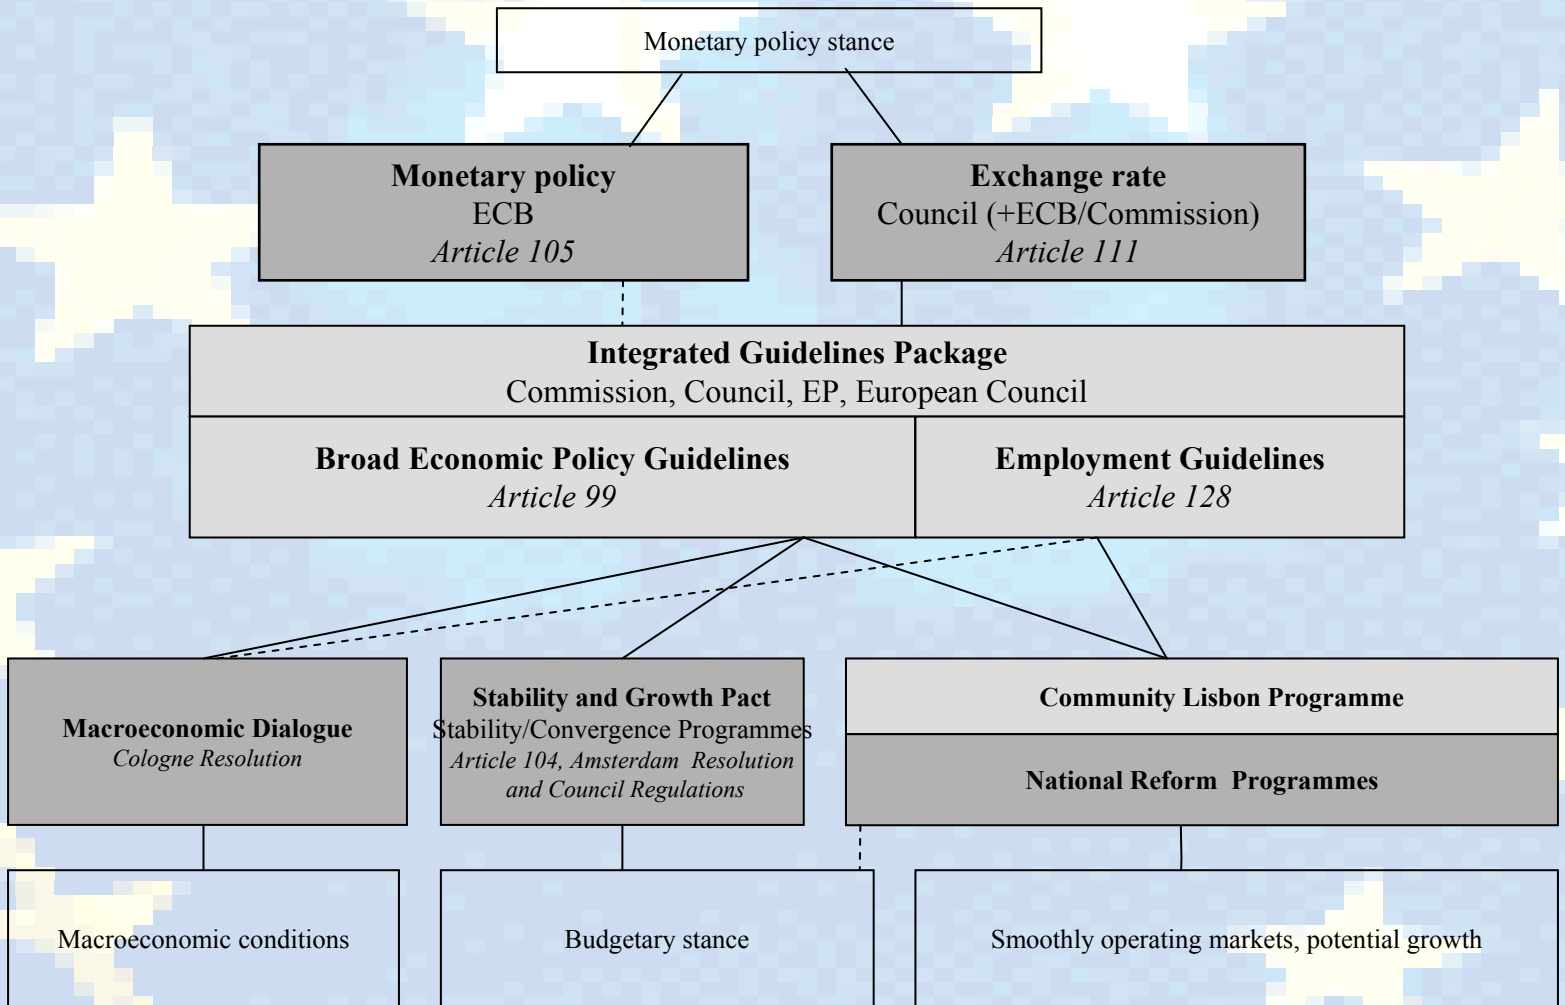 Monetary policy stance
Monetary policy
ECB
Article 105
Exchange rate
Council (+ECB/Commission)
Article 111
Integrated Guidelines Package
Commission, Council, EP, European Council
Broad Economic Policy Guidelines
Article 99
Employment Guidelines
Article 128
Macroeconomic Dialogue
Cologne Resolution
Stability and Growth Pact
Stability/Convergence Programmes
Article 104, Amsterdam Resolution
and Council Regulations
Community Lisbon Programme
National Reform Programmes
Macroeconomic conditions
Budgetary stance
Smoothly operating markets, potential growth